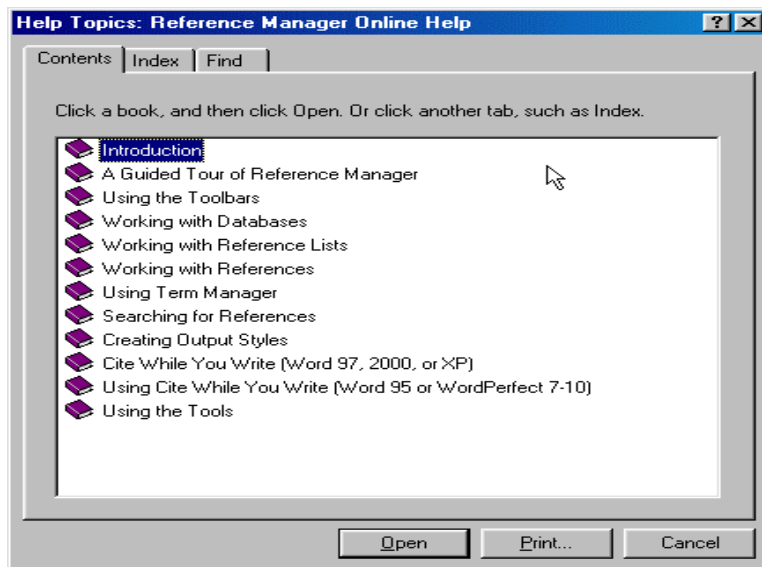 Help Topics: Reference Manager Online Help
Contents Index Find
Click a book, and then click Open. Or click another tab, such as Index.
Introduction
A Guided Tour of Reference Manager
Using the Toolbars
Working with Databases
Working with Reference Lists
Working with References
Using Term Manager
Searching for References
Creating Output Styles
Cite While You Write (Word 97, 2000, or XP)
Using Cite While You Write (Word 95 or WordPerfect 7-10)
Using the Tools
Open Print... Cancel